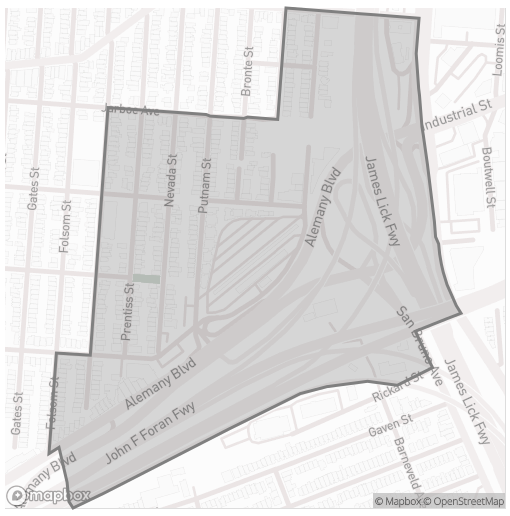 Loomis St
Bronte St
Jarboe Ave
Industrial St
Boutwell St
Gates St
Nevada St
Putnam St
James Lick Fwy
Alemany Blvd
Folsom St
Prentiss St
San Bruno Ave
Alemany Blvd
James Lick Fwy
Folsom St
Rickard St
Gates St
John F Foran Fwy
Gaven St
Barneveld
Alemany Blvd
mapbox
© Mapbox © OpenStreetMap